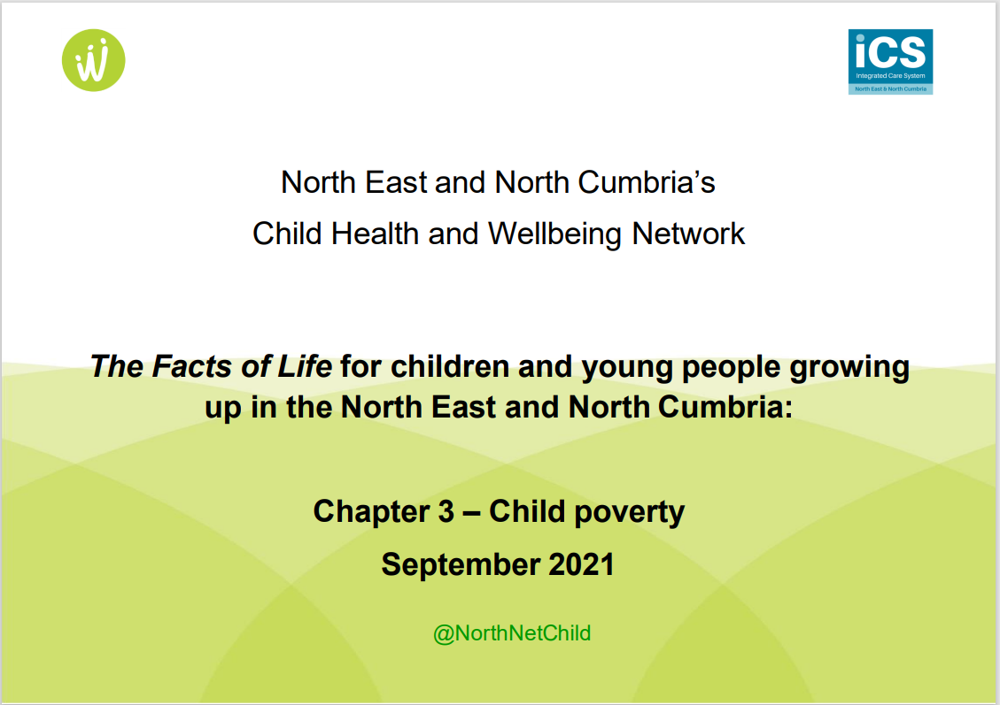 iCS
Integrated Care System
North East & North Cumbria
North East and North Cumbria’s
Child Health and Wellbeing Network
The Facts of Life for children and young people growing
up in the North East and North Cumbria:
Chapter 3 – Child poverty
September 2021
@NorthNetChild